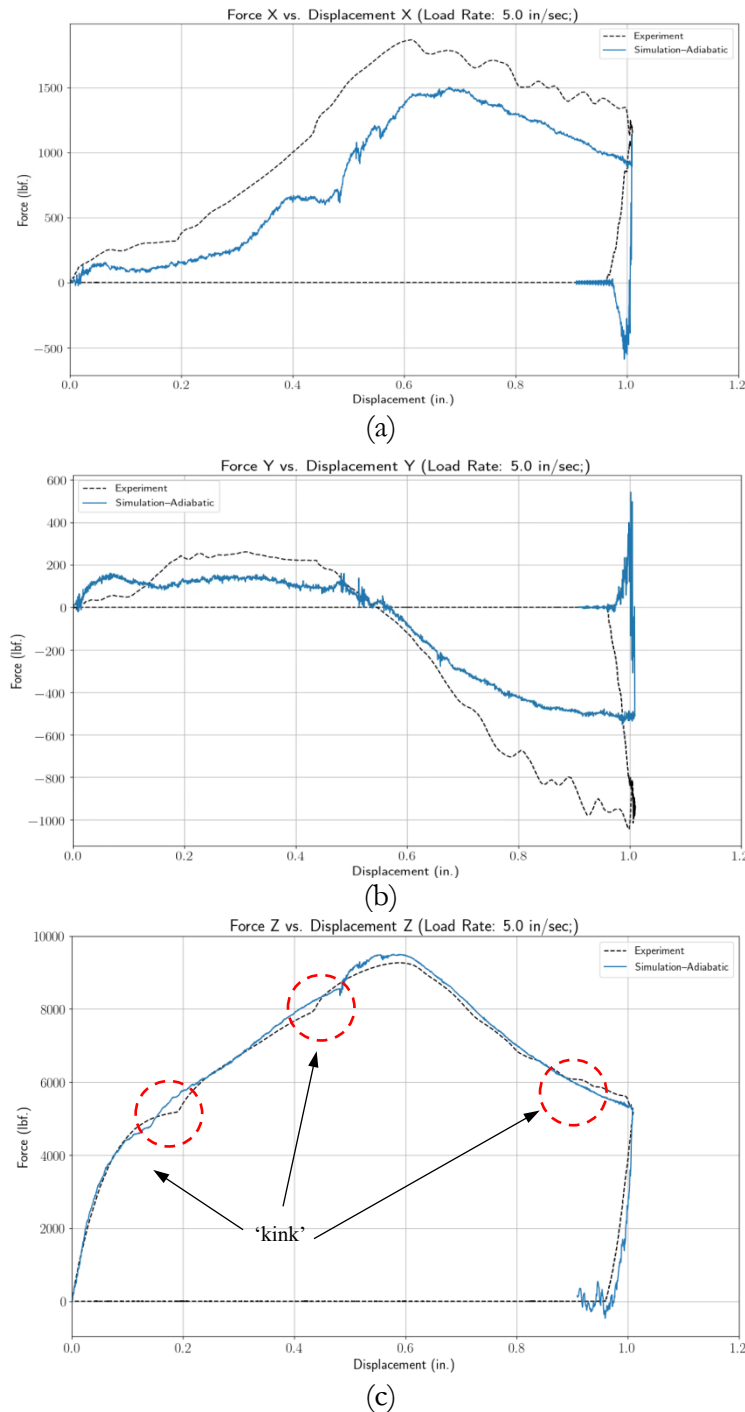 Force X vs. Displacement X (Load Rate: 5.0 in/sec;)
Experiment
Simulation–Adiabatic
1500
1000
500
0
−500
Force (lbf.)
0.0 0.2 0.4 0.6 0.8 1.0 1.2
Displacement (in.)
(a)
Force Y vs. Displacement Y (Load Rate: 5.0 in/sec;)
Experiment
Simulation–Adiabatic
600
400
200
0
−200
−400
−600
−800
−1000
Force (lbf.)
0.0 0.2 0.4 0.6 0.8 1.0 1.2
Displacement (in.)
(b)
Force Z vs. Displacement Z (Load Rate: 5.0 in/sec;)
Experiment
Simulation–Adiabatic
10000
8000
6000
4000
2000
0
Force (lbf.)
‘kink’
0.0 0.2 0.4 0.6 0.8 1.0 1.2
Displacement (in.)
(c)